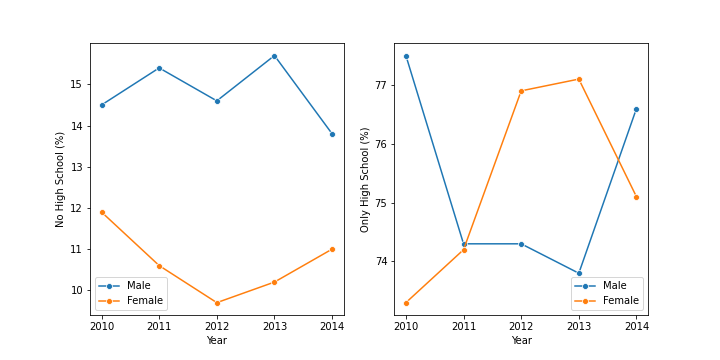 No High School (%)
15
14
13
12
11
10
2010 2011 2012 2013 2014
Year
Male
Female
Only High School (%)
77
76
75
74
2010 2011 2012 2013 2014
Year
Male
Female